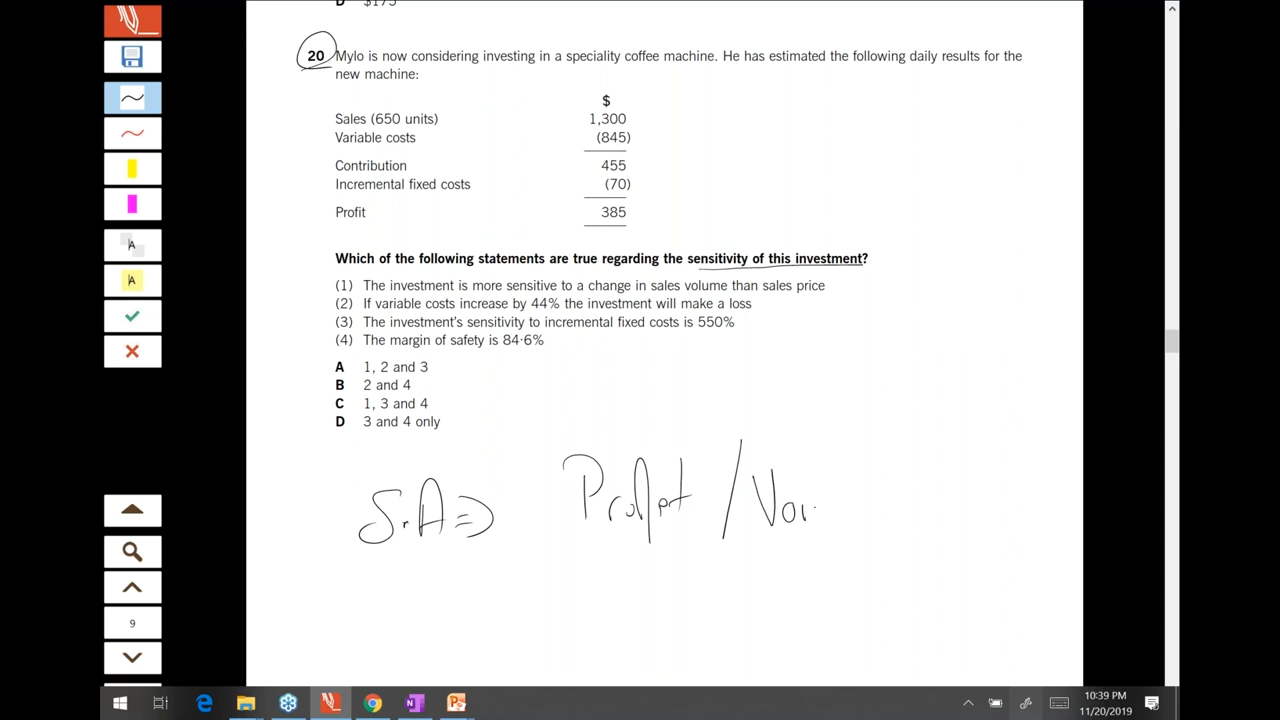 D $175
20 Mylo is now considering investing in a speciality coffee machine. He has estimated the following daily results for the
new machine:
$
Sales (650 units) 1,300
Variable costs (845)
Contribution 455
Incremental fixed costs (70)
Profit 385
Which of the following statements are true regarding the sensitivity of this investment?
(1) The investment is more sensitive to a change in sales volume than sales price
(2) If variable costs increase by 44% the investment will make a loss
(3) The investment's sensitivity to incremental fixed costs is 550%
(4) The margin of safety is 84·6%
A 1, 2 and 3
B 2 and 4
C 1, 3 and 4
D 3 and 4 only
S.A ⇒ Profit / Var
9
10:39 PM
11/20/2019